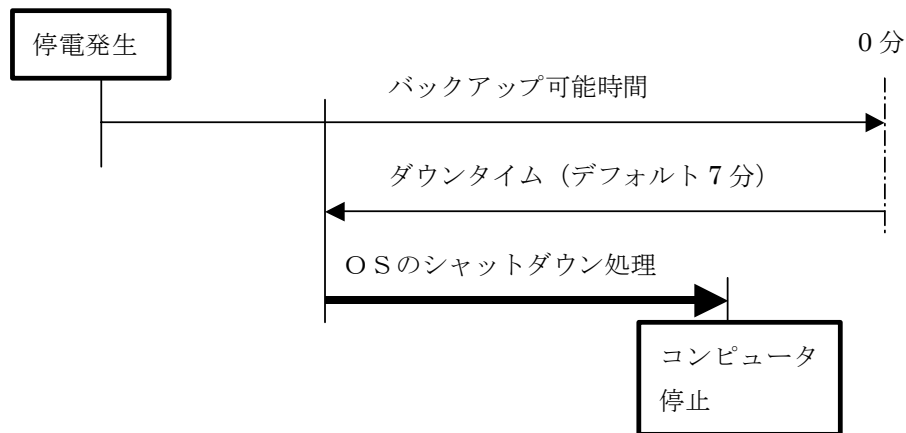 停電発生
0分
バックアップ可能時間
ダウンタイム（デフォルト7分）
ＯＳのシャットダウン処理
コンピュータ
停止